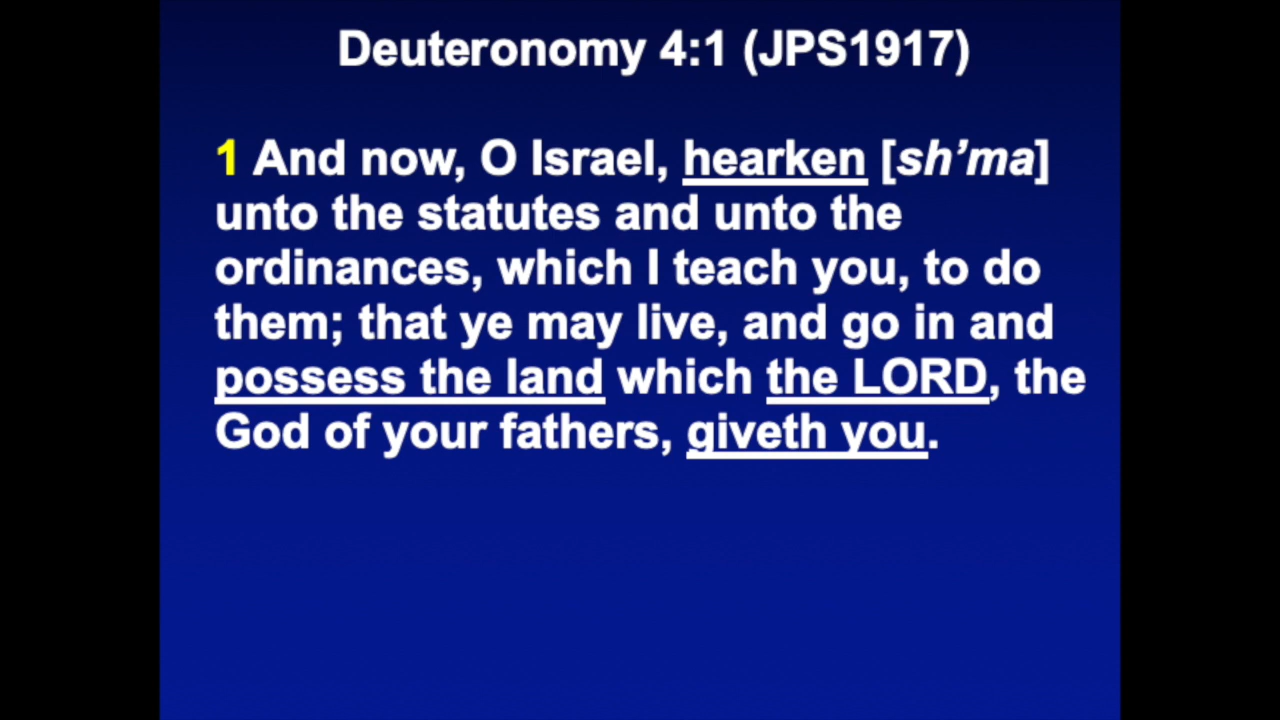 Deuteronomy 4:1 (JPS1917)
1 And now, O Israel, hearken [sh’ma]
unto the statutes and unto the
ordinances, which I teach you, to do
them; that ye may live, and go in and
possess the land which the LORD, the
God of your fathers, giveth you.